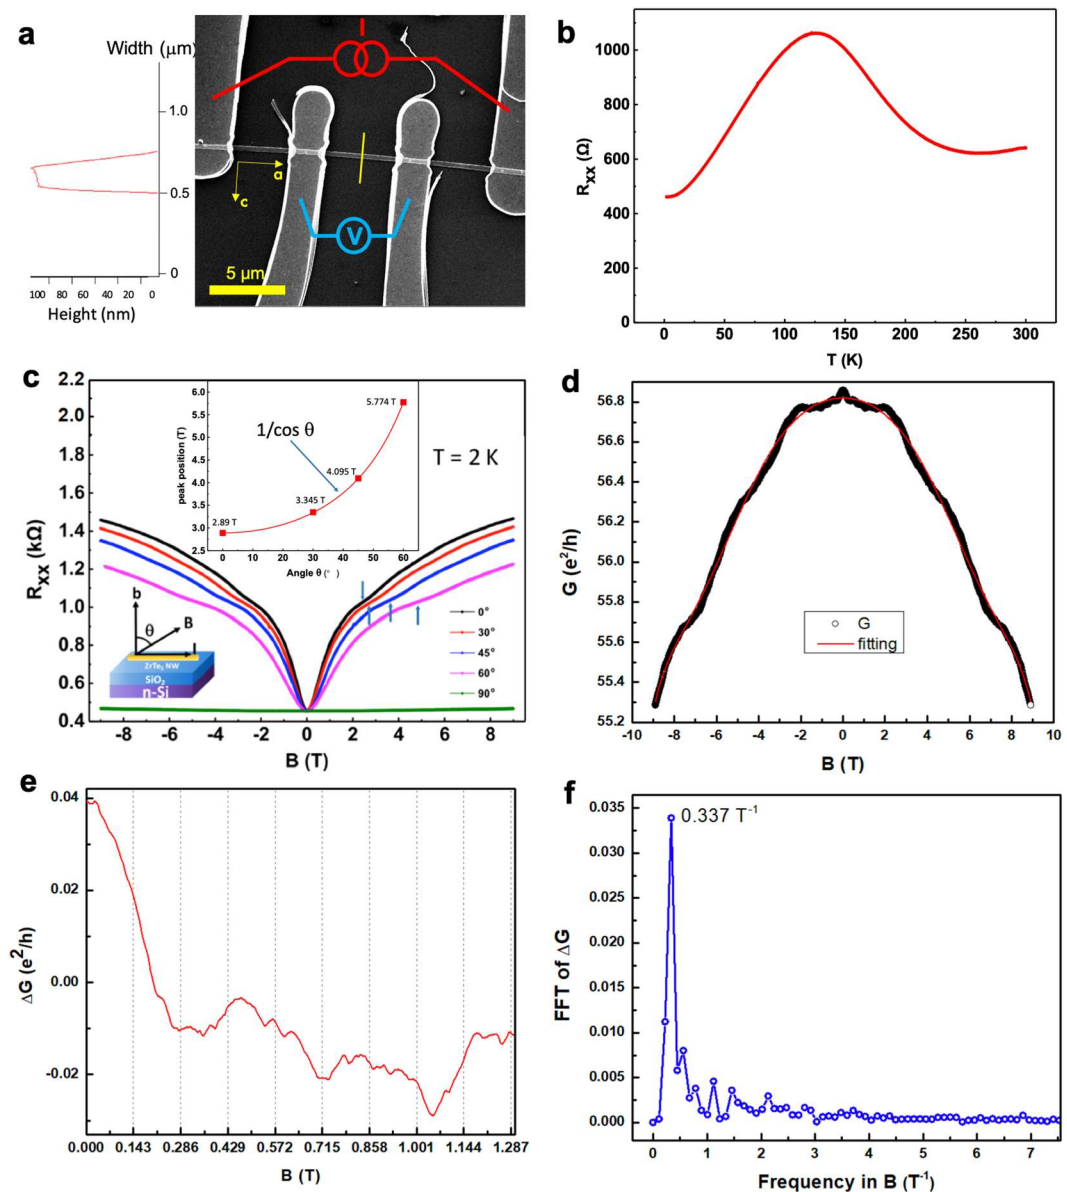 a
Width (μm)
1.0
0.5
0
100 80 60 40 20 0
Height (nm)
I
a
c
V
5 μm
b
Rxx (Ω)
1000
800
600
400
200
0
0 50 100 150 200 250 300
T (K)
c
Rxx (kΩ)
2.2
2.0
1.8
1.6
1.4
1.2
1.0
0.8
0.6
0.4
-8 -6 -4 -2 0 2 4 6 8
B (T)
T = 2 K
peak position (T)
6.0
5.5
5.0
4.5
4.0
3.5
3.0
2.5
0 10 20 30 40 50 60
Angle θ (°)
1/cos θ
2.89 T
3.345 T
4.095 T
5.774 T
b
θ
B
I
ZrTe5 NW
SiO2
n-Si
0°
30°
45°
60°
90°
d
G (e²/h)
56.8
56.4
56.0
55.6
55.2
-10 -8 -6 -4 -2 0 2 4 6 8 10
B (T)
G
fitting
e
ΔG (e²/h)
0.04
0.02
0.00
-0.02
0.000 0.143 0.286 0.429 0.572 0.715 0.858 1.001 1.144 1.287
B (T)
f
FFT of ΔG
0.035
0.030
0.025
0.020
0.015
0.010
0.005
0.000
0 1 2 3 4 5 6 7
Frequency in B (T⁻¹)
0.337 T⁻¹